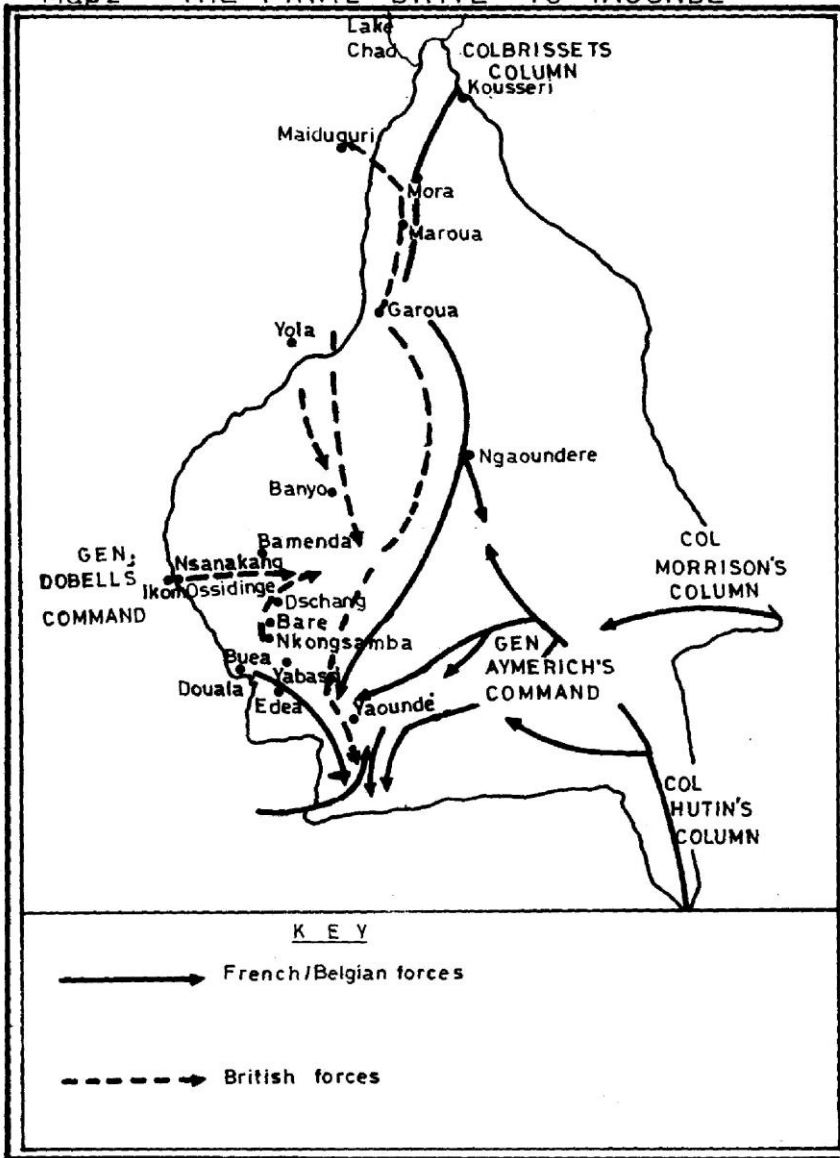 Lake
Chad
COLBRISSETS
COLUMN
Kousseri
Maiduguri
Mora
Maroua
Garoua
Yola
Ngaoundere
Banyo
Bamenda
GEN.
DOBELL'S
COMMAND
Nsanakang
Ikom Ossidinge
Dschang
Bare
Nkongsamba
Buea
Yabassi
Douala
Edea
Yaoundé
COL
MORRISON'S
COLUMN
GEN
AYMERICH'S
COMMAND
COL
HUTIN'S
COLUMN
KEY
French/Belgian forces
British forces